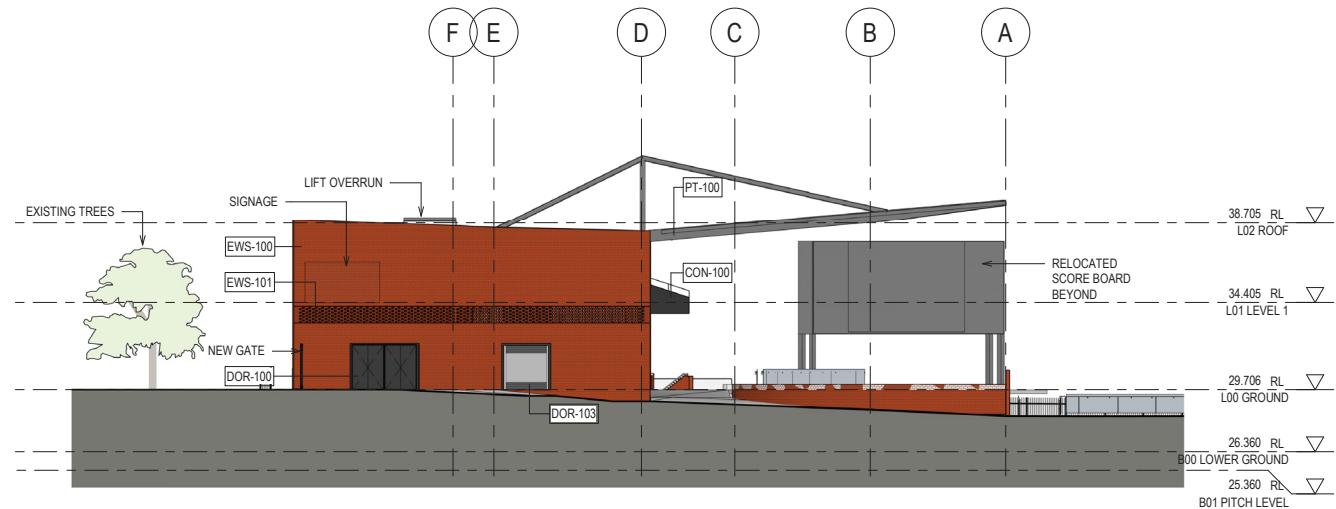 F
E
D
C
B
A
LIFT OVERRUN
SIGNAGE
EXISTING TREES
PT-100
38.705 RL
L02 ROOF
EWS-100
EWS-101
CON-100
RELOCATED
SCORE BOARD
BEYOND
34.405 RL
L01 LEVEL 1
NEW GATE
DOR-100
DOR-103
29.706 RL
L00 GROUND
26.360 RL
B00 LOWER GROUND
25.360 RL
B01 PITCH LEVEL